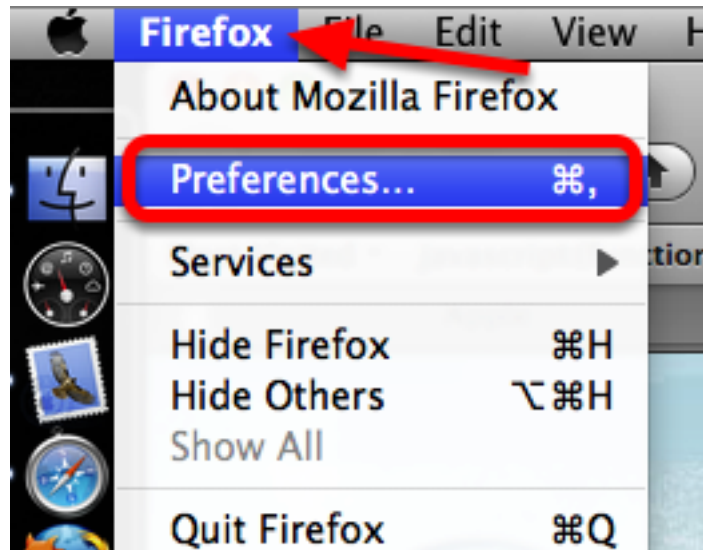 Firefox File Edit View H
About Mozilla Firefox
Preferences... ⌘,
Services ▶
Hide Firefox ⌘H
Hide Others ⌥⌘H
Show All
Quit Firefox ⌘Q